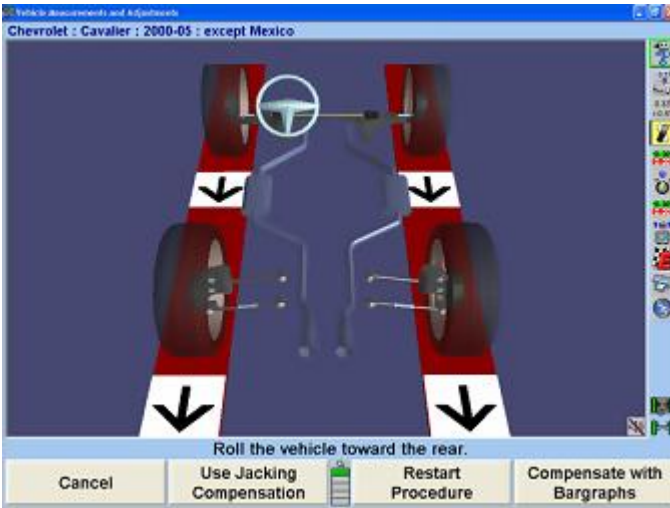 Vehicle Measurements and Adjustments
Chevrolet : Cavalier : 2000-05 : except Mexico
Roll the vehicle toward the rear.
Cancel
Use Jacking
Compensation
Restart
Procedure
Compensate with
Bargraphs